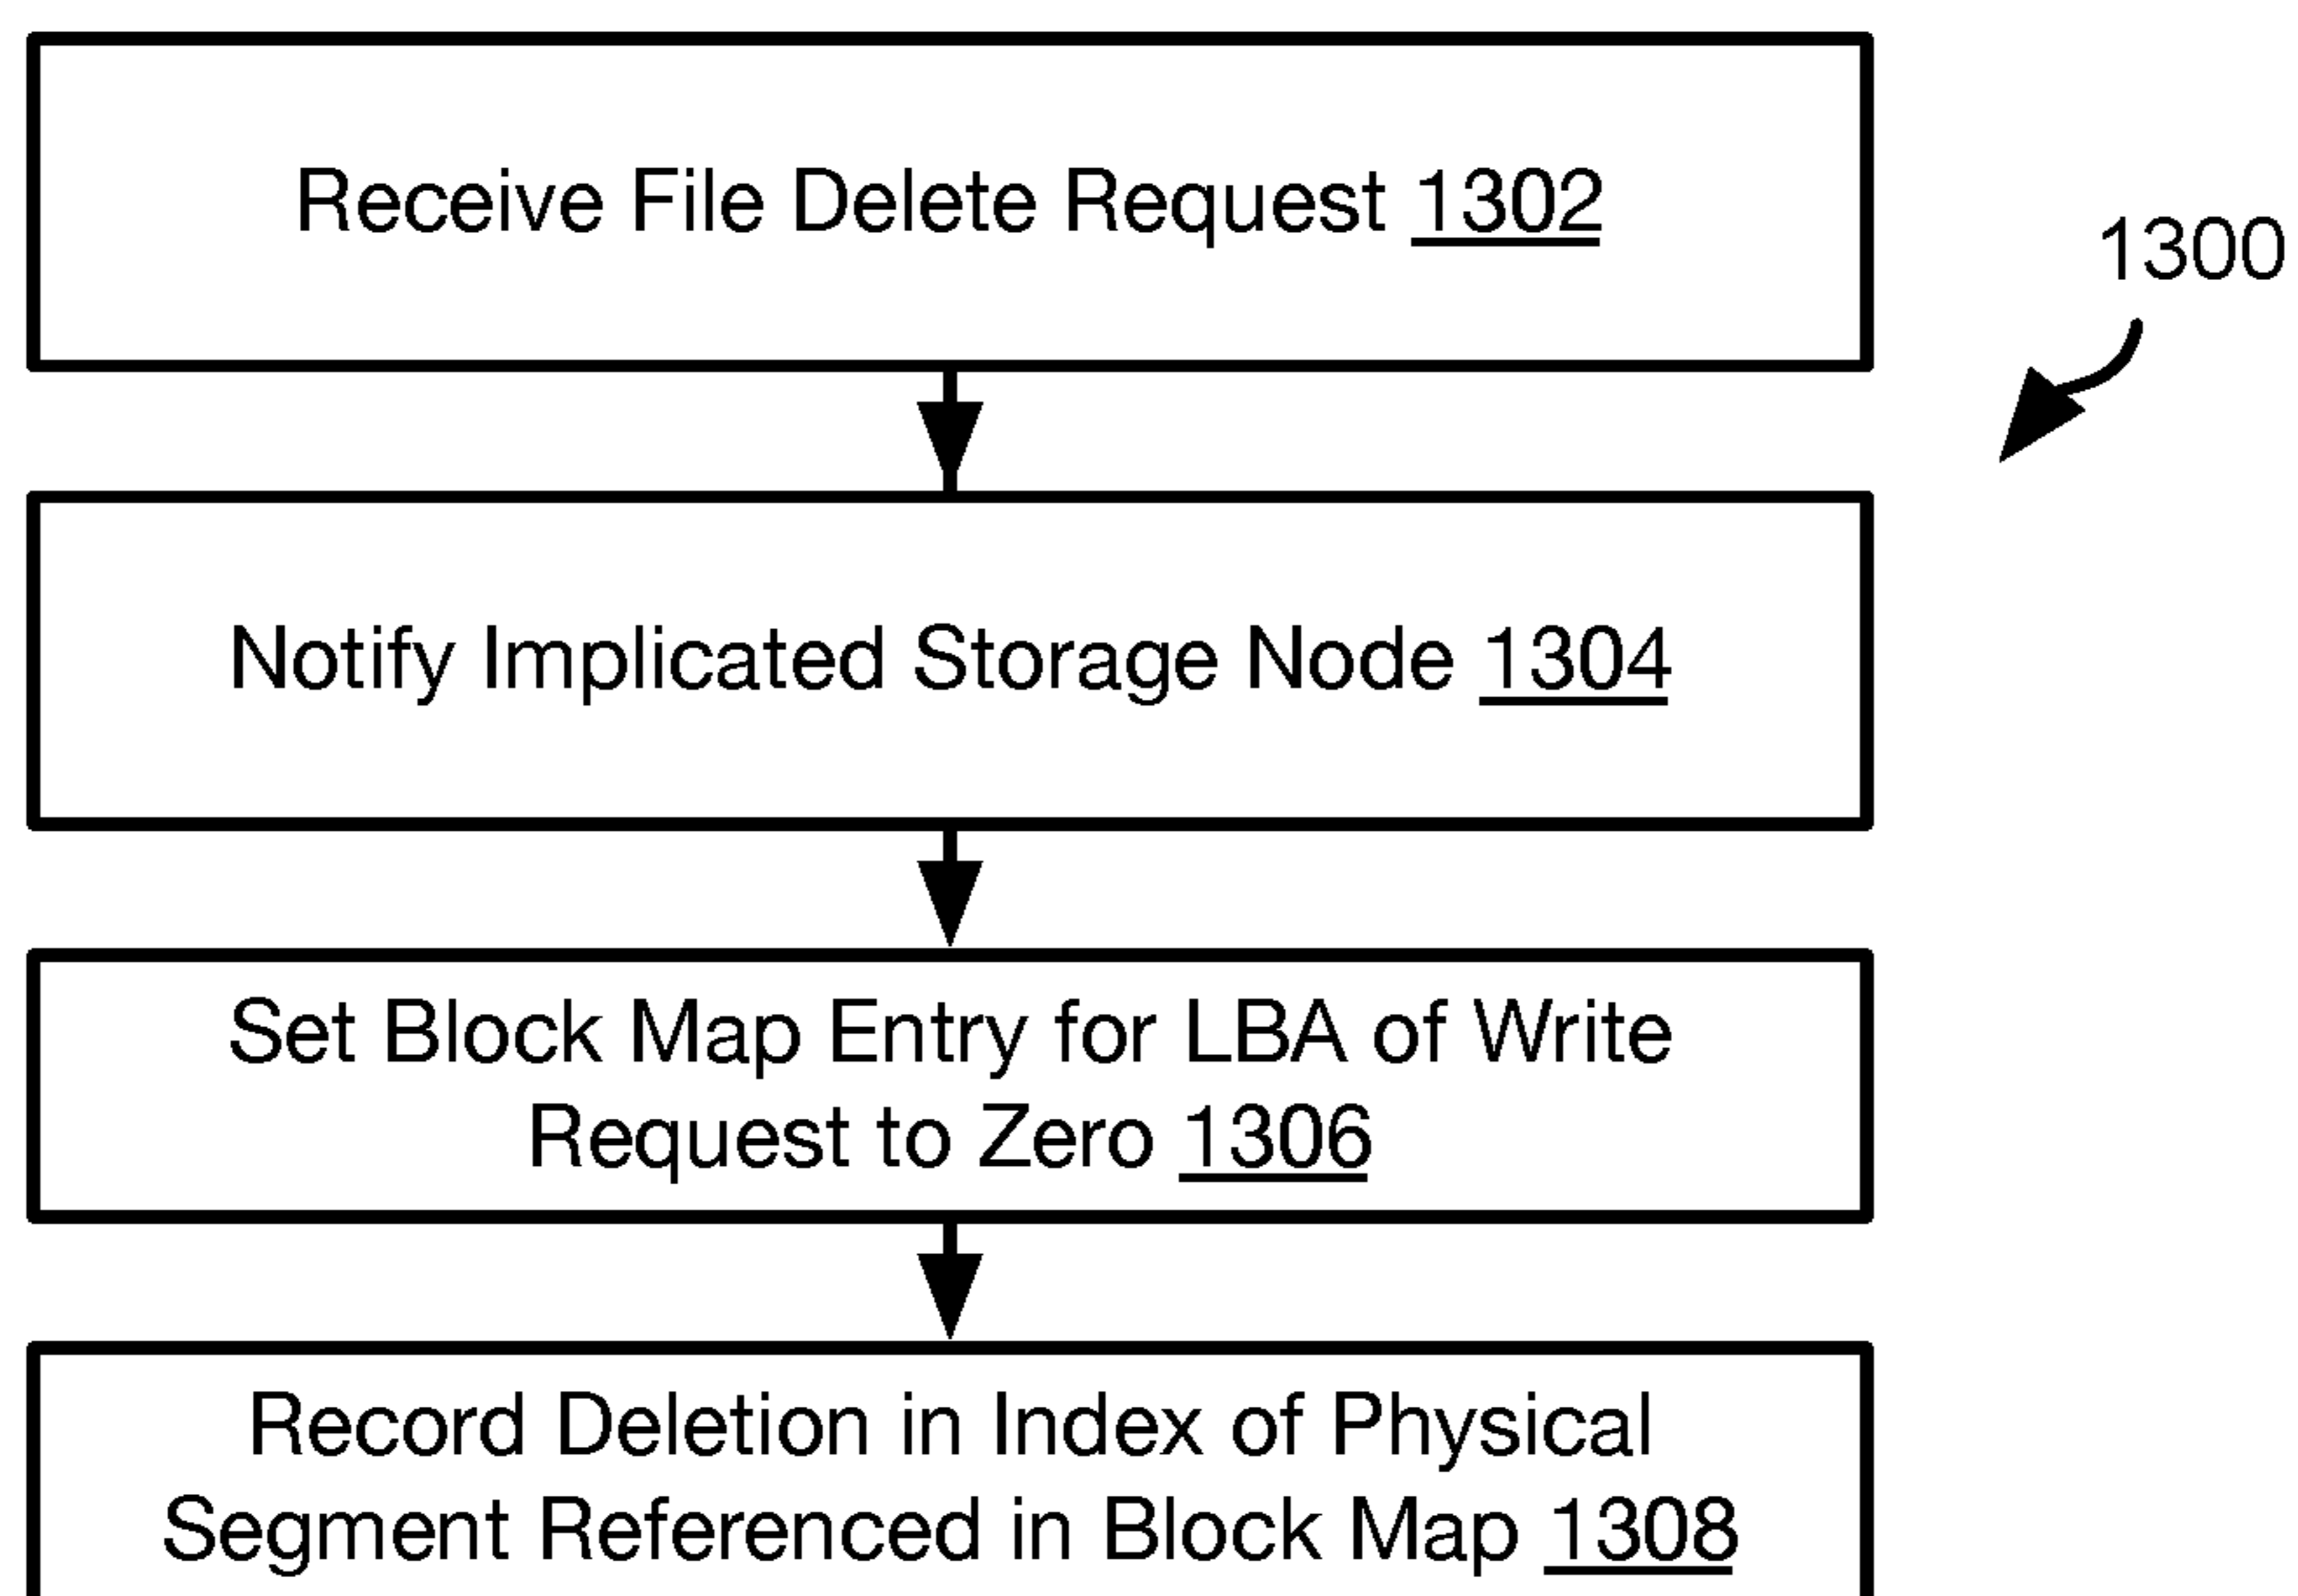 Receive File Delete Request 1302
1300
Notify Implicated Storage Node 1304
Set Block Map Entry for LBA of Write
Request to Zero 1306
Record Deletion in Index of Physical
Segment Referenced in Block Map 1308